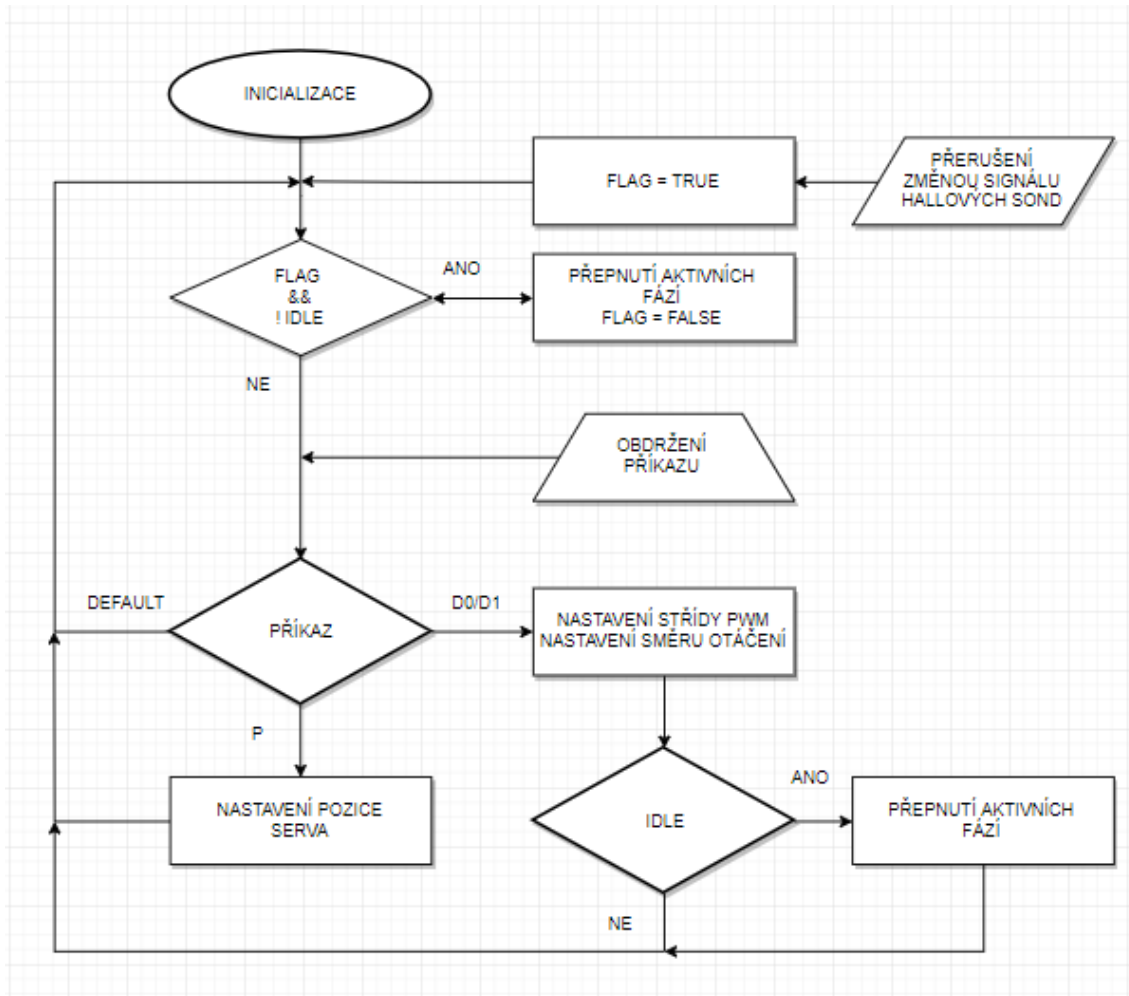 INICIALIZACE
FLAG = TRUE
PŘERUŠENÍ
ZMĚNOU SIGNÁLU
HALLOVÝCH SOND
FLAG
&&
! IDLE
ANO
PŘEPNUTÍ AKTIVNÍCH
FÁZÍ
FLAG = FALSE
NE
OBDRŽENÍ
PŘÍKAZU
DEFAULT
PŘÍKAZ
D0/D1
NASTAVENÍ STŘÍDY PWM
NASTAVENÍ SMĚRU OTÁČENÍ
P
NASTAVENÍ POZICE
SERVA
IDLE
ANO
PŘEPNUTÍ AKTIVNÍCH
FÁZÍ
NE